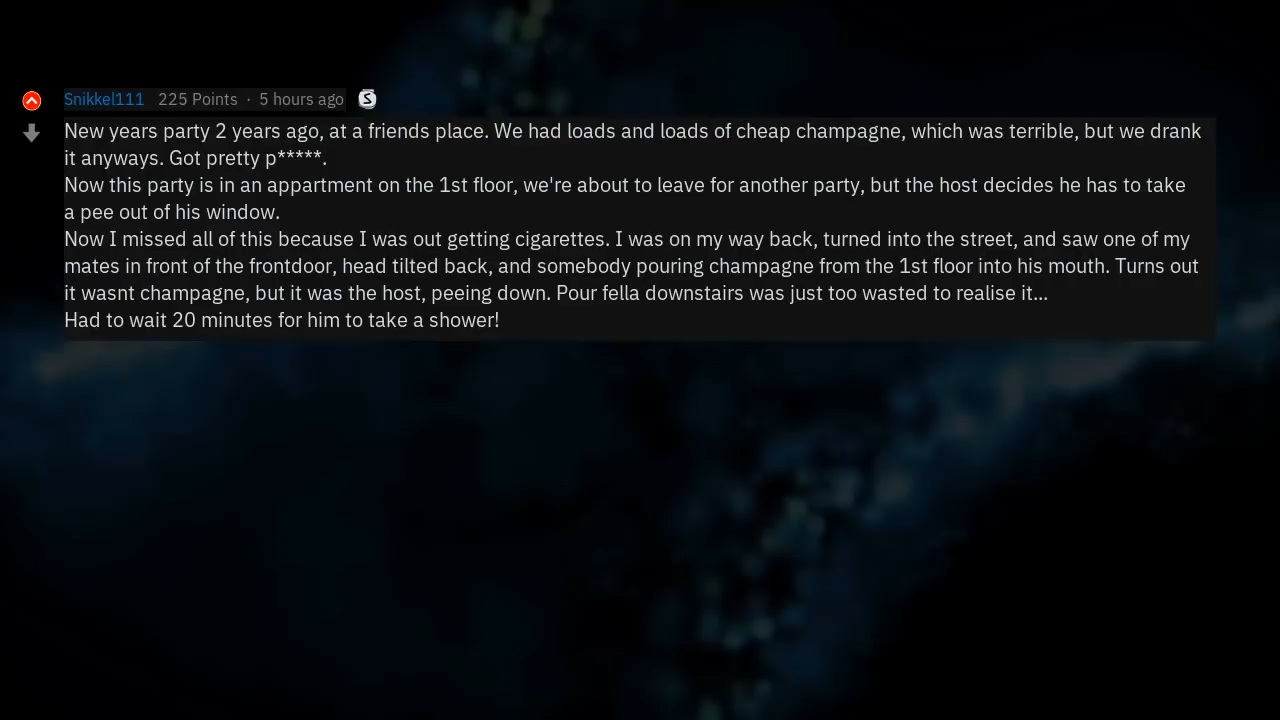 Snikkel111 225 Points · 5 hours ago S
New years party 2 years ago, at a friends place. We had loads and loads of cheap champagne, which was terrible, but we drank
it anyways. Got pretty p*****.
Now this party is in an appartment on the 1st floor, we're about to leave for another party, but the host decides he has to take
a pee out of his window.
Now I missed all of this because I was out getting cigarettes. I was on my way back, turned into the street, and saw one of my
mates in front of the frontdoor, head tilted back, and somebody pouring champagne from the 1st floor into his mouth. Turns out
it wasnt champagne, but it was the host, peeing down. Pour fella downstairs was just too wasted to realise it...
Had to wait 20 minutes for him to take a shower!